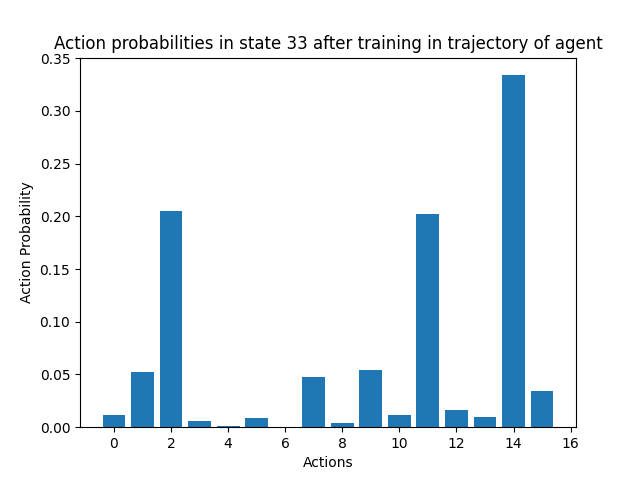 Action probabilities in state 33 after training in trajectory of agent
0.35
0.30
0.25
0.20
0.15
0.10
0.05
0.00
Action Probability
0 2 4 6 8 10 12 14 16
Actions